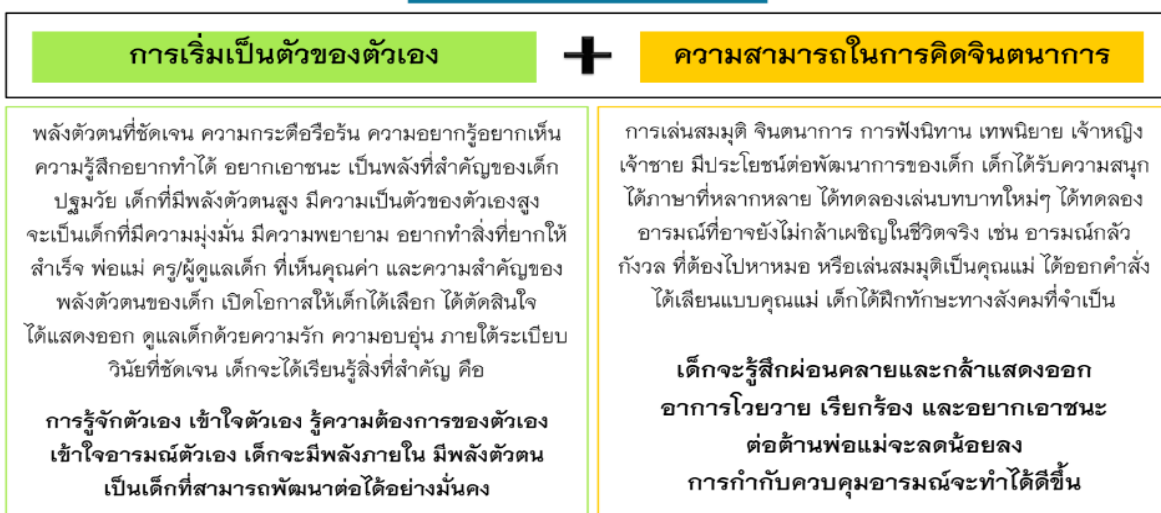 การเริ่มเป็นตัวของตัวเอง
+
ความสามารถในการคิดจินตนาการ
พลังตัวตนที่ชัดเจน ความกระตือรือร้น ความอยากรู้อยากเห็น
ความรู้สึกอยากทำได้ อยากเอาชนะ เป็นพลังที่สำคัญของเด็ก
ปฐมวัย เด็กที่มีพลังตัวตนสูง มีความเป็นตัวของตัวเองสูง
จะเป็นเด็กที่มีความมุ่งมั่น มีความพยายาม อยากทำสิ่งที่ยากให้
สำเร็จ พ่อแม่ ครู/ผู้ดูแลเด็ก ที่เห็นคุณค่า และความสำคัญของ
พลังตัวตนของเด็ก เปิดโอกาสให้เด็กได้เลือก ได้ตัดสินใจ
ได้แสดงออก ดูแลเด็กด้วยความรัก ความอบอุ่น ภายใต้ระเบียบ
วินัยที่ชัดเจน เด็กจะได้เรียนรู้สิ่งที่สำคัญ คือ
การรู้จักตัวเอง เข้าใจตัวเอง รู้ความต้องการของตัวเอง
เข้าใจอารมณ์ตัวเอง เด็กจะมีพลังภายใน มีพลังตัวตน
เป็นเด็กที่สามารถพัฒนาต่อได้อย่างมั่นคง
การเล่นสมมุติ จินตนาการ การฟังนิทาน เทพนิยาย เจ้าหญิง
เจ้าชาย มีประโยชน์ต่อพัฒนาการของเด็ก เด็กได้รับความสนุก
ได้ภาษาที่หลากหลาย ได้ทดลองเล่นบทบาทใหม่ๆ ได้ทดลอง
อารมณ์ที่อาจยังไม่กล้าเผชิญในชีวิตจริง เช่น อารมณ์กลัว
กังวล ที่ต้องไปหาหมอ หรือเล่นสมมุติเป็นคุณแม่ ได้ออกคำสั่ง
ได้เลียนแบบคุณแม่ เด็กได้ฝึกทักษะทางสังคมที่จำเป็น
เด็กจะรู้สึกผ่อนคลายและกล้าแสดงออก
อาการโวยวาย เรียกร้อง และอยากเอาชนะ
ต่อต้านพ่อแม่จะลดน้อยลง
การกำกับควบคุมอารมณ์จะทำได้ดีขึ้น